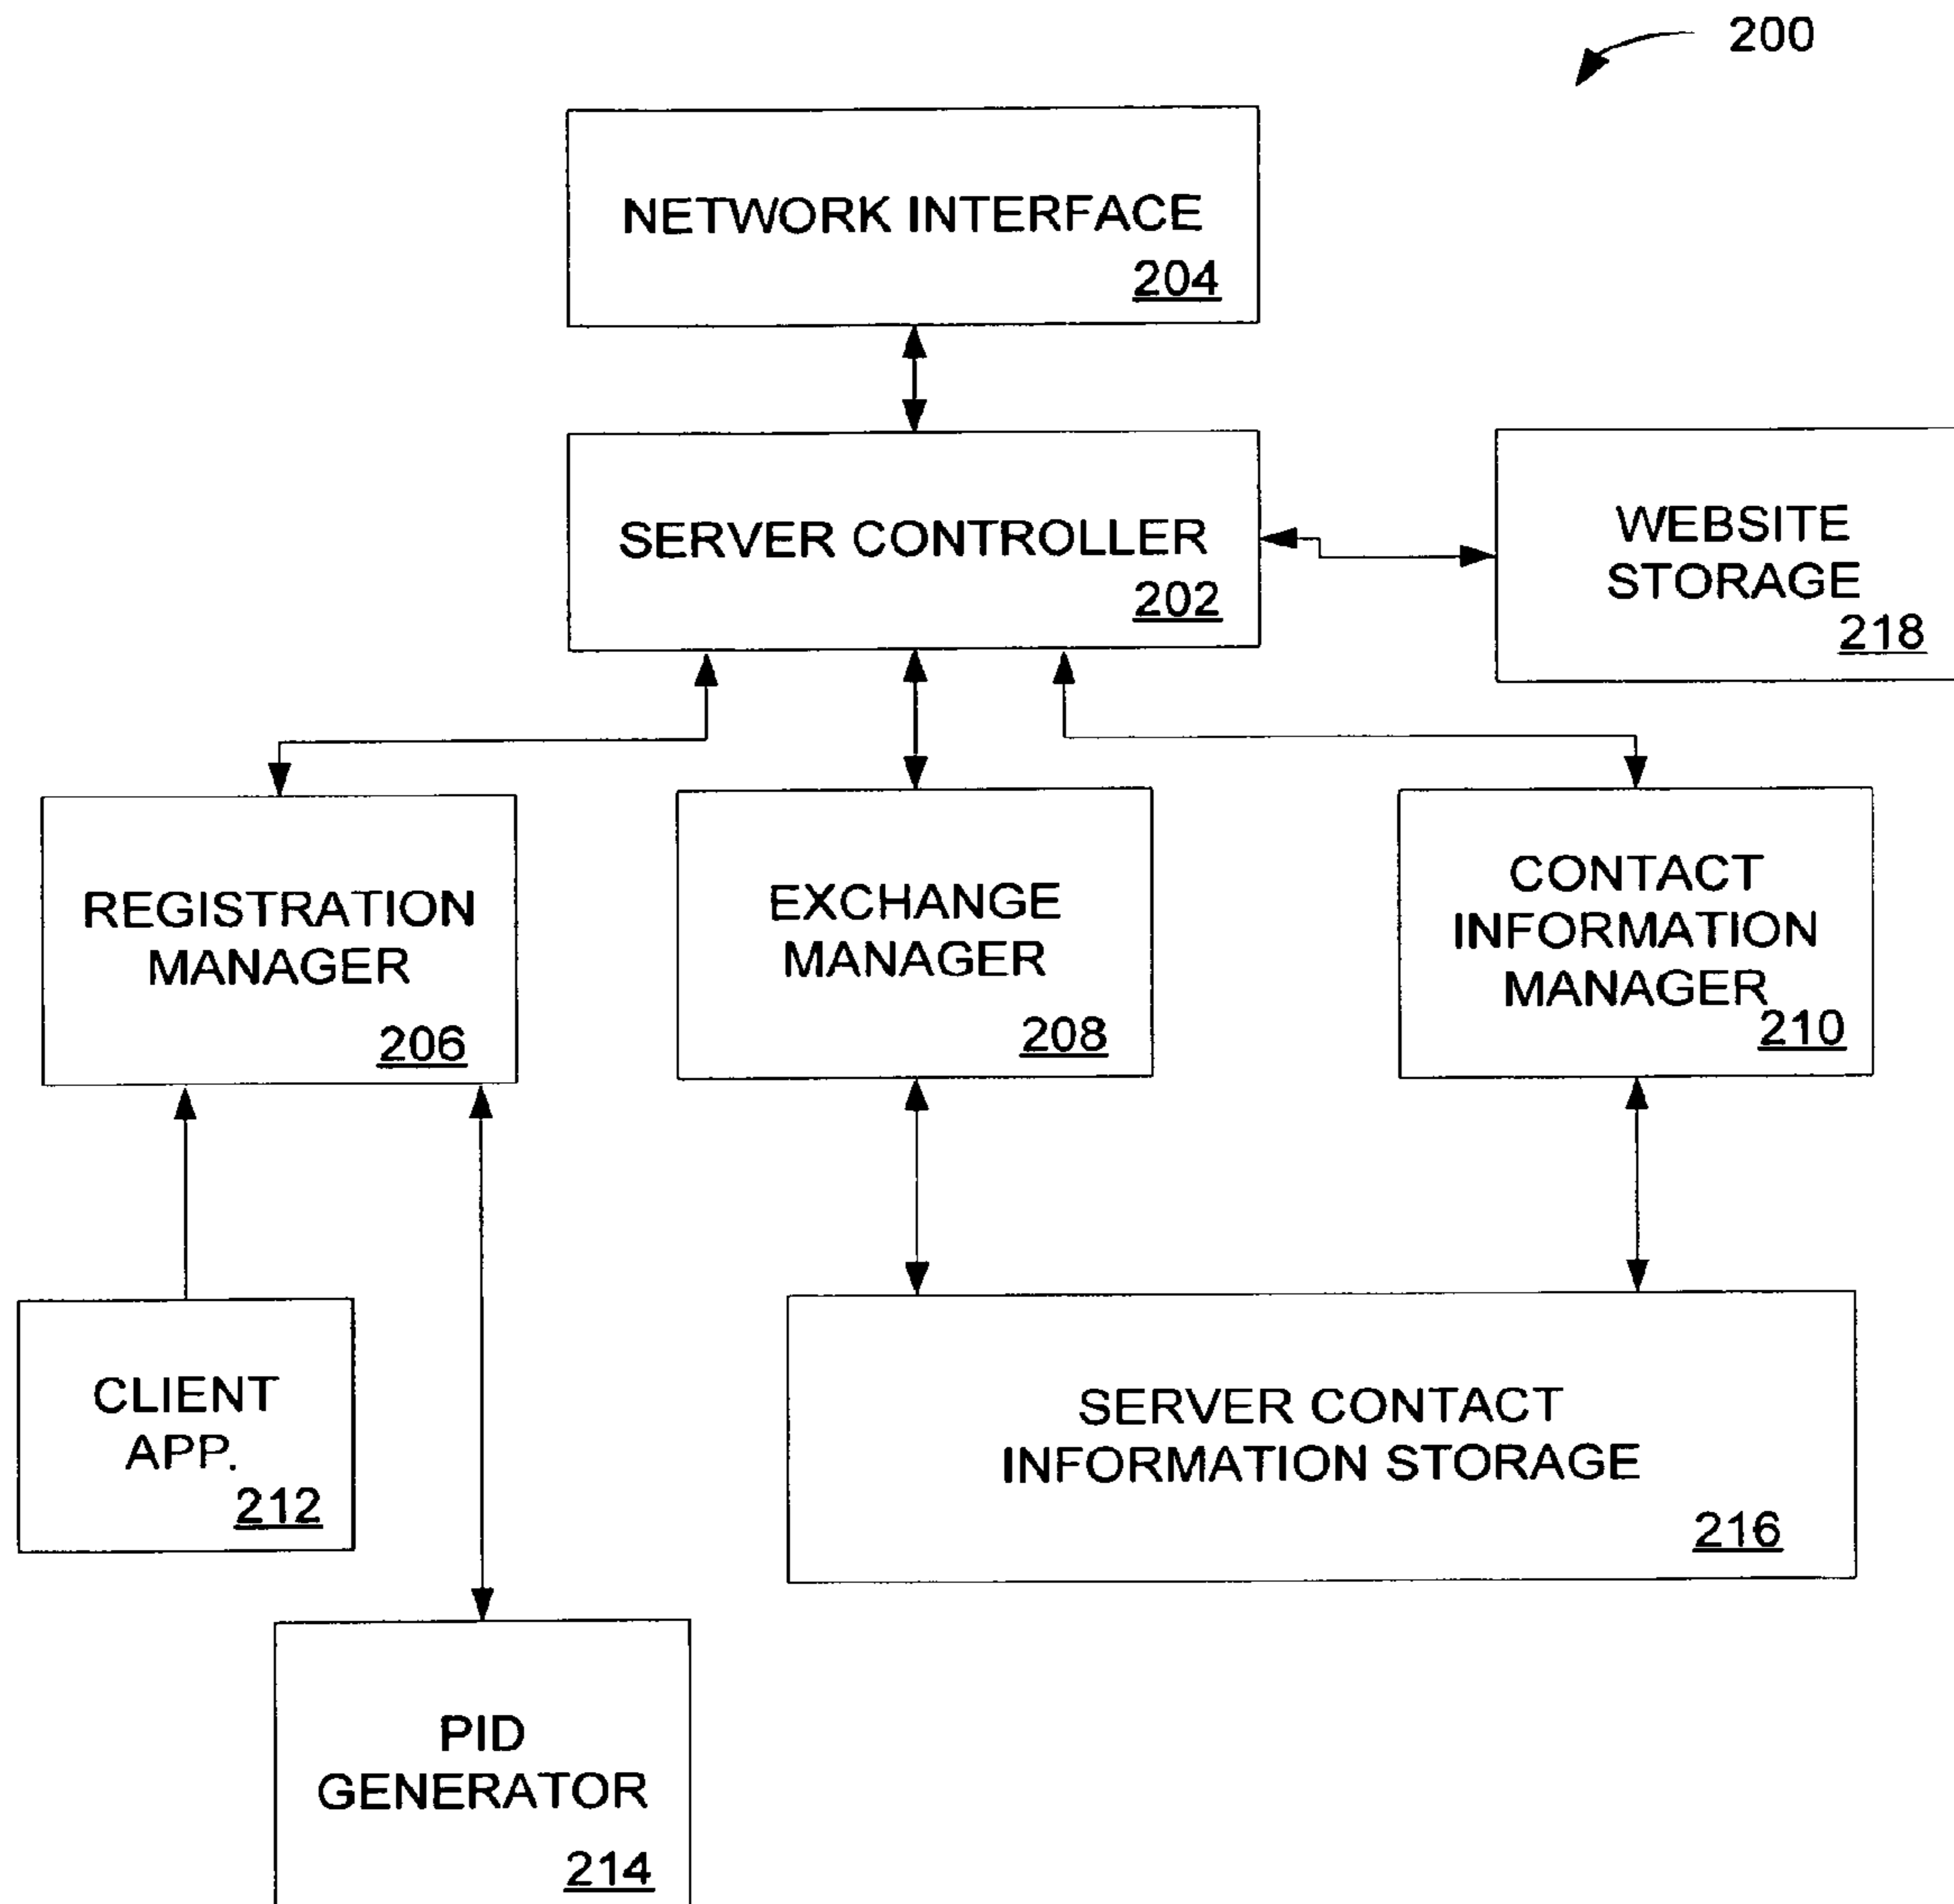 200
NETWORK INTERFACE
204
SERVER CONTROLLER
202
WEBSITE
STORAGE
218
REGISTRATION
MANAGER
206
EXCHANGE
MANAGER
208
CONTACT
INFORMATION
MANAGER
210
CLIENT
APP.
212
SERVER CONTACT
INFORMATION STORAGE
216
PID
GENERATOR
214